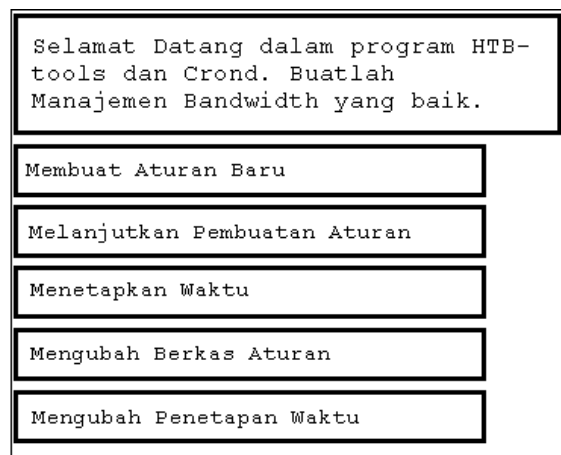 Selamat Datang dalam program HTB-
tools dan Crond. Buatlah
Manajemen Bandwidth yang baik.
Membuat Aturan Baru
Melanjutkan Pembuatan Aturan
Menetapkan Waktu
Mengubah Berkas Aturan
Mengubah Penetapan Waktu